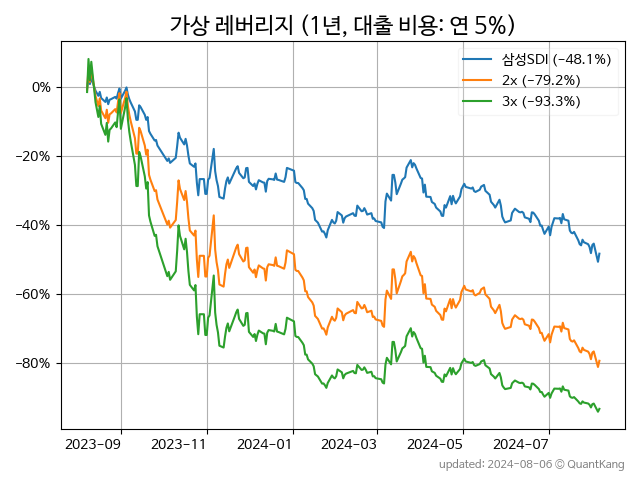 가상 레버리지 (1년, 대출 비용: 연 5%)
삼성SDI (−48.1%)
2x (−79.2%)
3x (−93.3%)
0%
−20%
−40%
−60%
−80%
2023-09 2023-11 2024-01 2024-03 2024-05 2024-07
updated: 2024-08-06 © QuantKang